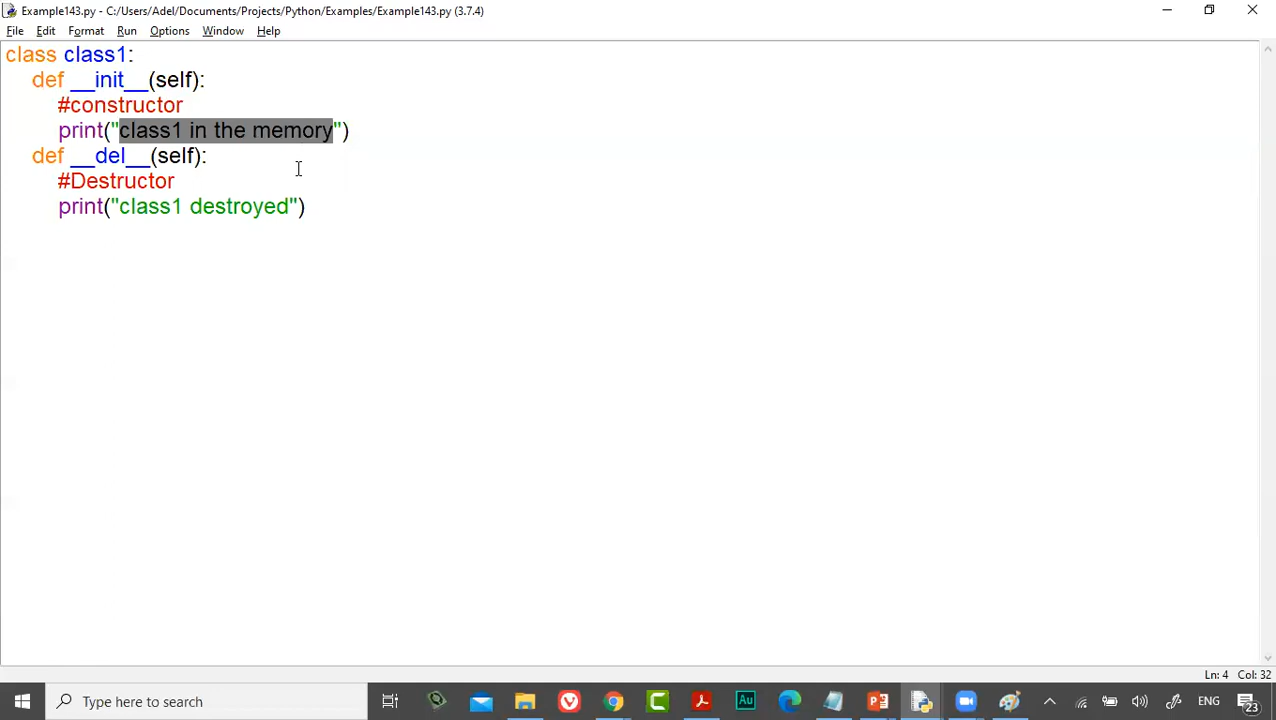 Example143.py - C:/Users/Adel/Documents/Projects/Python/Examples/Example143.py (3.7.4)
File Edit Format Run Options Window Help
class class1:
    def __init__(self):
        #constructor
        print("class1 in the memory")
    def __del__(self):
        #Destructor
        print("class1 destroyed")
Ln: 4 Col: 32
Type here to search
Au
ENG
23